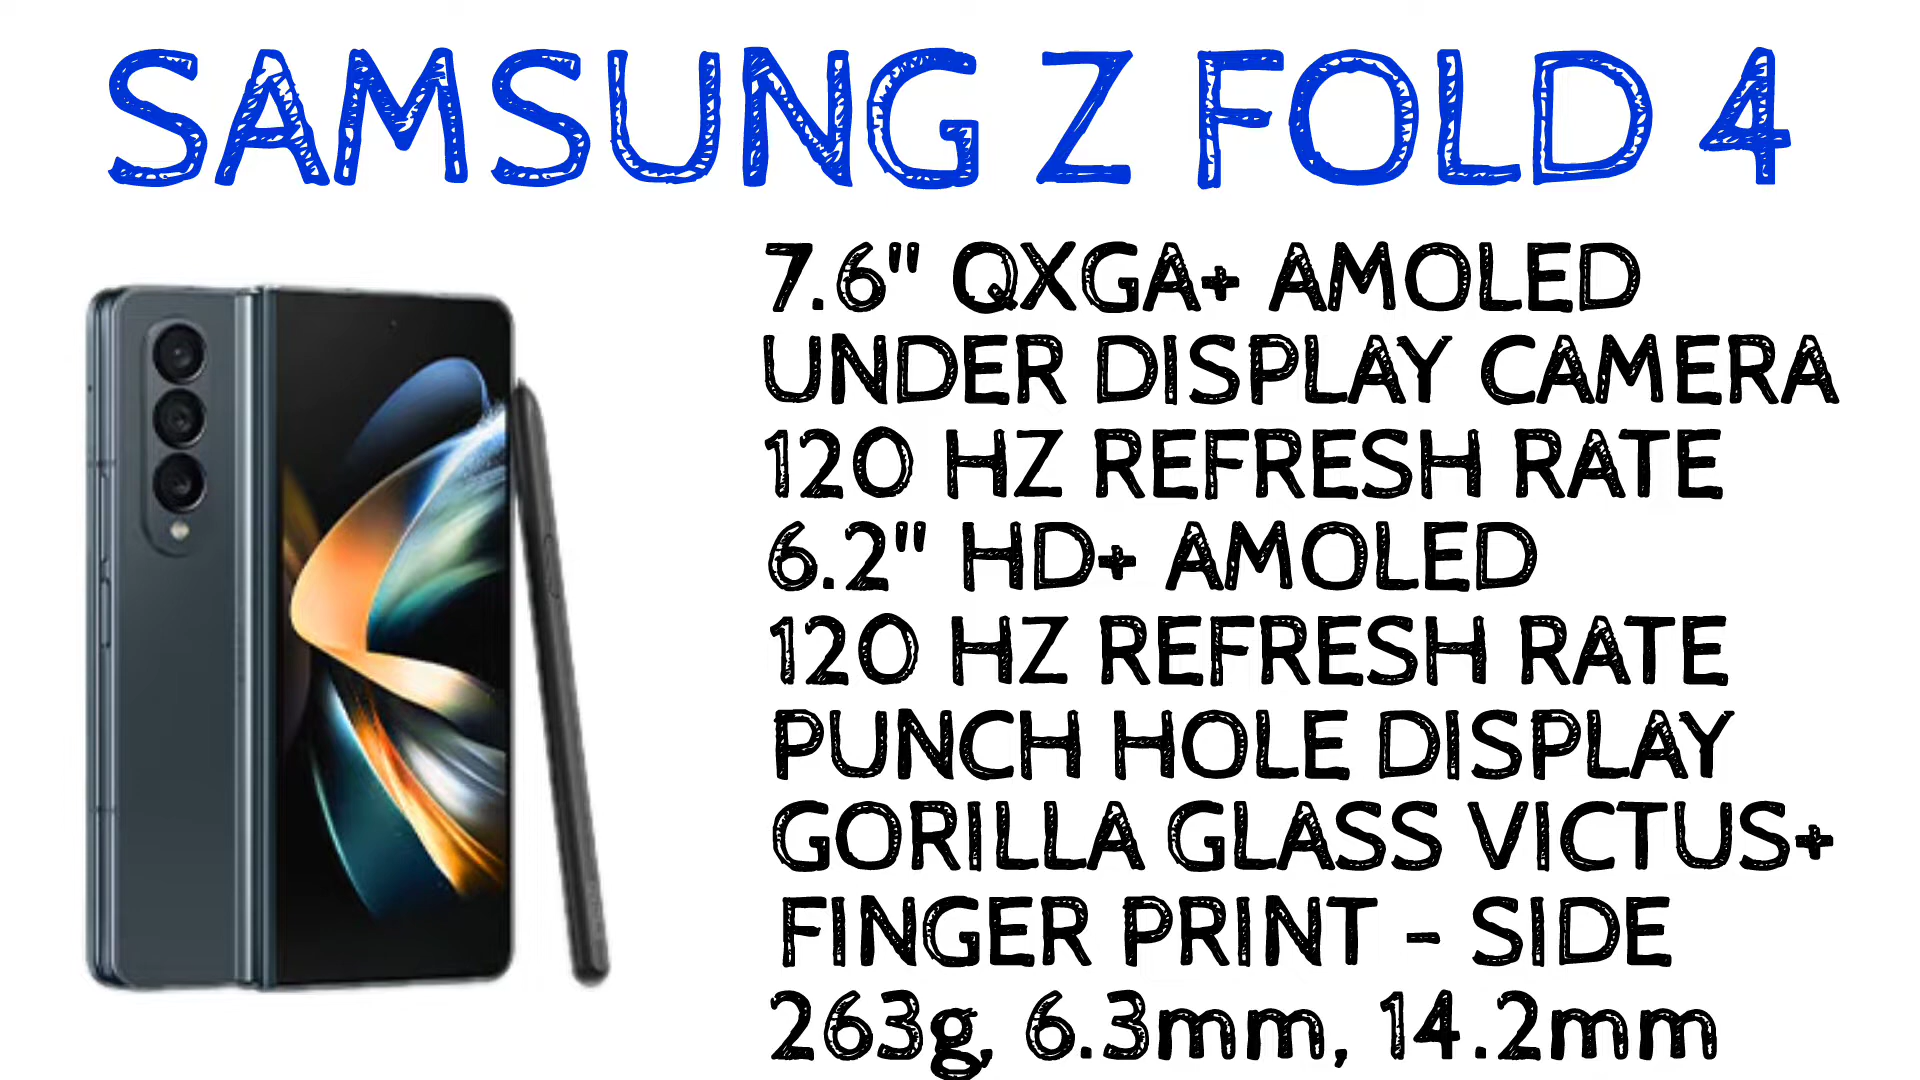 SAMSUNG Z FOLD 4
7.6" QXGA+ AMOLED
UNDER DISPLAY CAMERA
120 HZ REFRESH RATE
6.2" HD+ AMOLED
120 HZ REFRESH RATE
PUNCH HOLE DISPLAY
GORILLA GLASS VICTUS+
FINGER PRINT - SIDE
263g, 6.3mm, 14.2mm